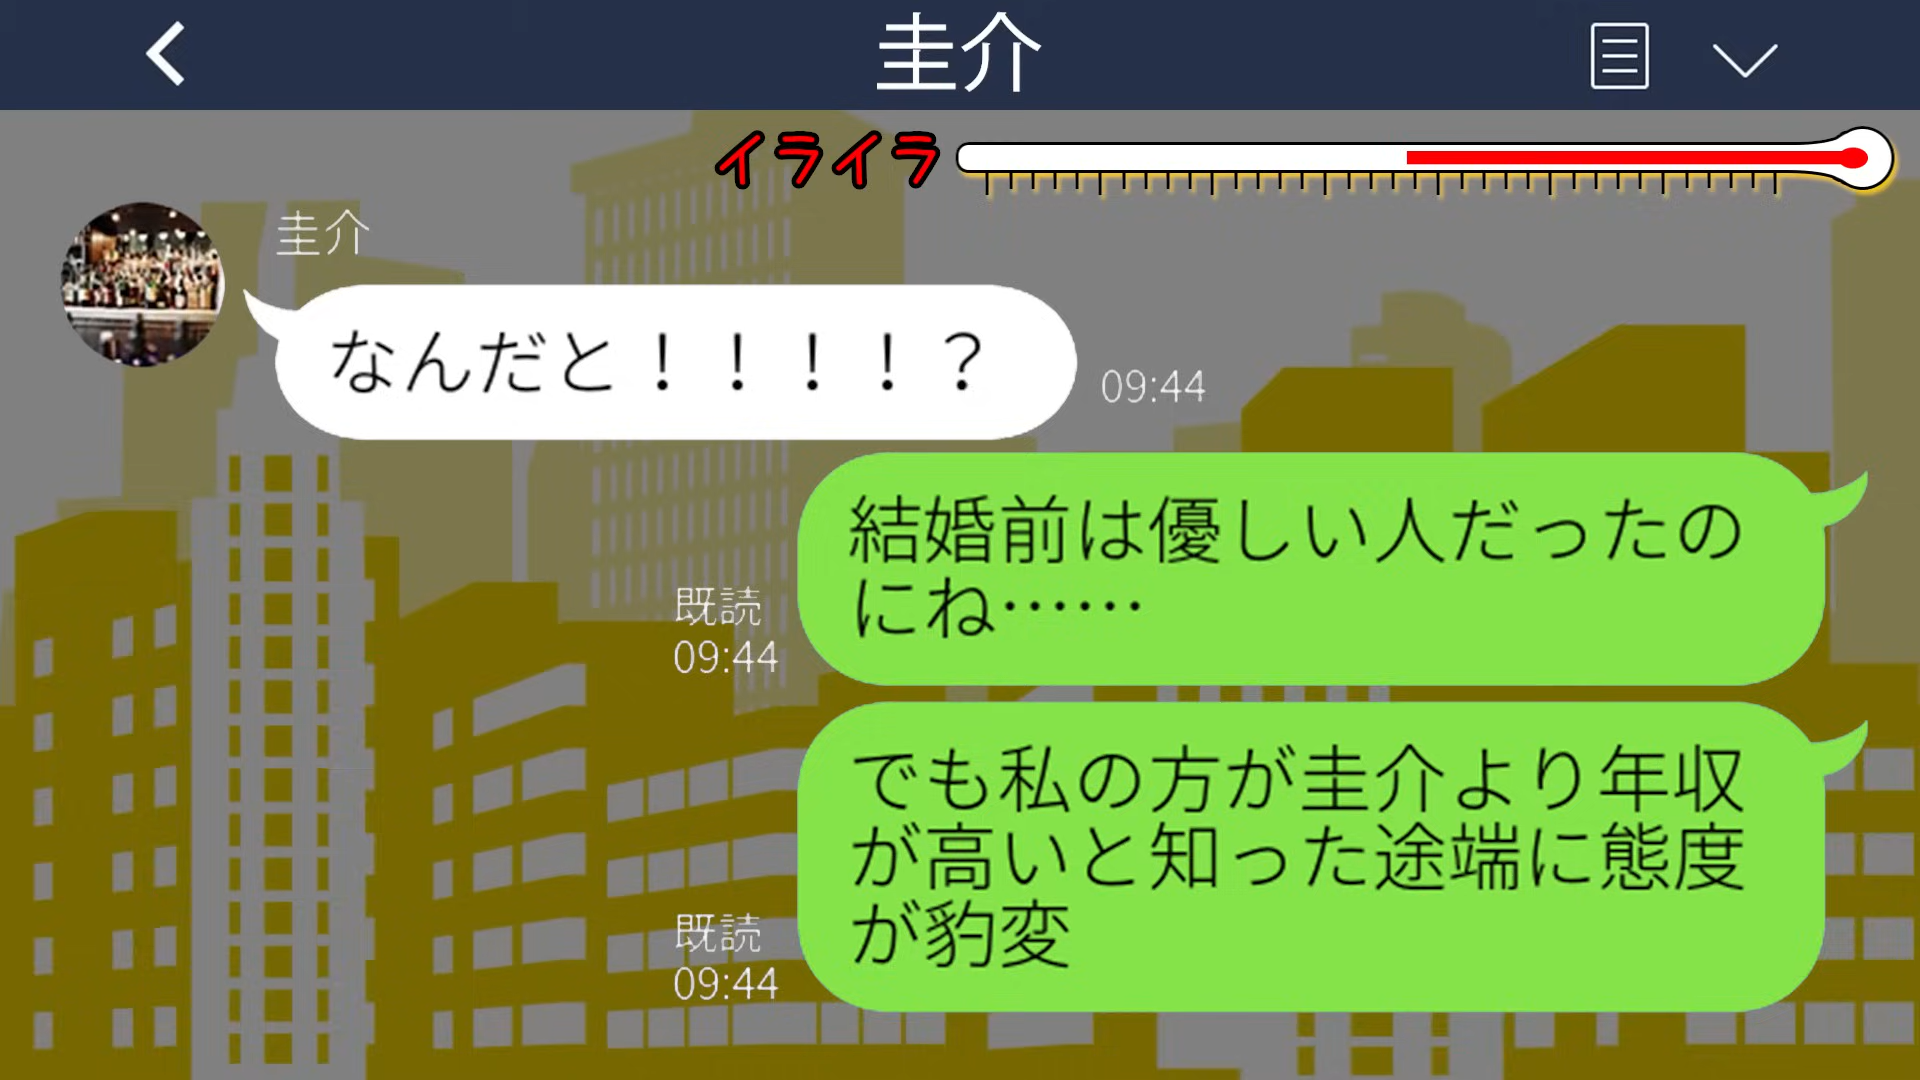 圭介
イライラ
圭介
なんだと！！！！？
09:44
結婚前は優しい人だったの
にね……
既読
09:44
でも私の方が圭介より年収
が高いと知った途端に態度
が豹変
既読
09:44